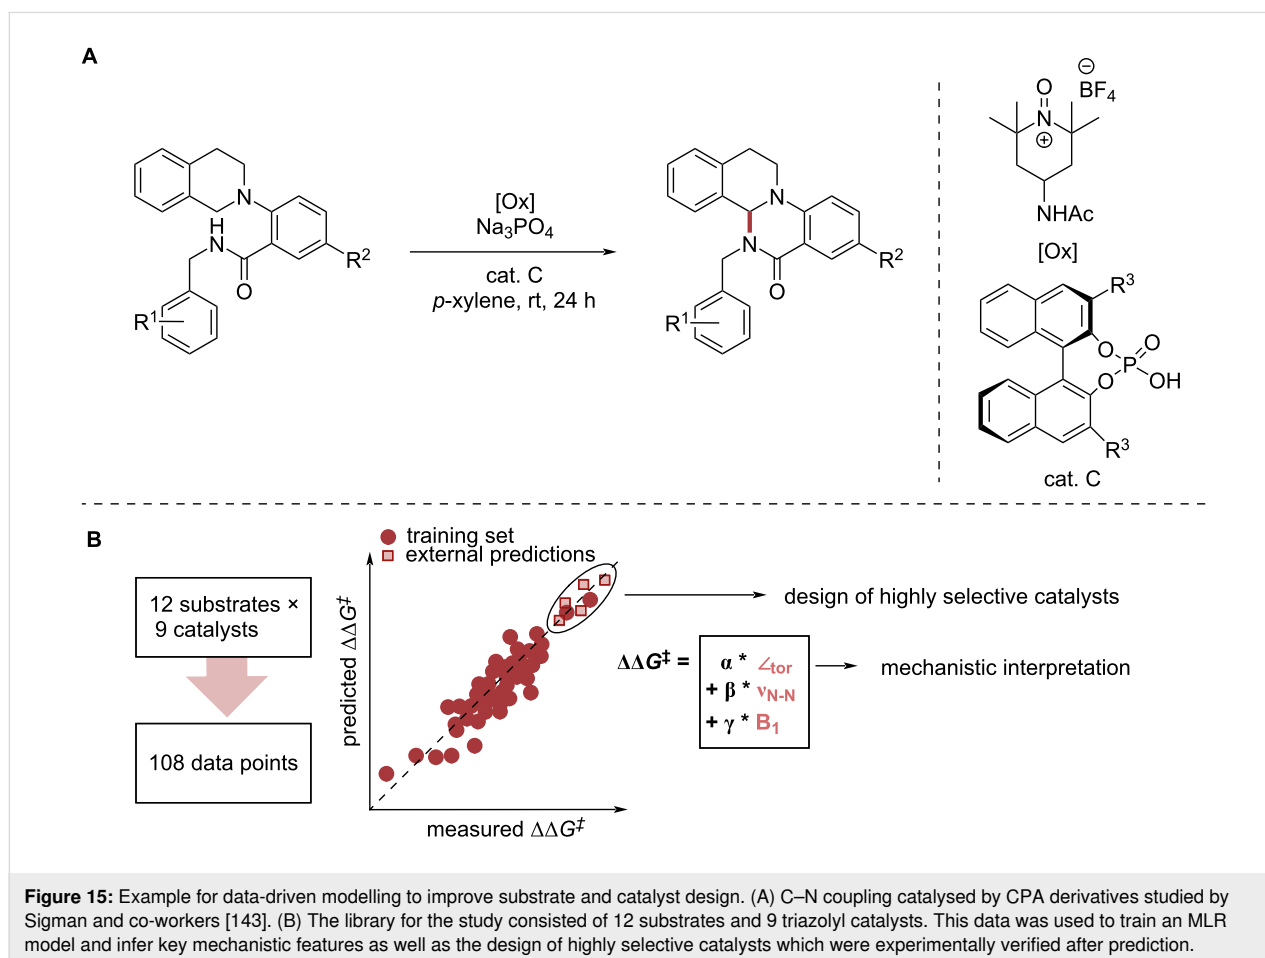 A
N
H
N
O
R1
R2
[Ox]
Na3PO4
cat. C
p-xylene, rt, 24 h
N
N
O
R1
R2
⊖
BF4
O
N
⊕
NHAc
[Ox]
R3
O
O
P
O
OH
R3
cat. C
B
12 substrates ×
9 catalysts
108 data points
training set
external predictions
predicted ΔΔG‡
measured ΔΔG‡
design of highly selective catalysts
ΔΔG‡ =
α * ∠tor
+ β * νN-N
+ γ * B1
mechanistic interpretation
Figure 15: Example for data-driven modelling to improve substrate and catalyst design. (A) C–N coupling catalysed by CPA derivatives studied by
Sigman and co-workers [143]. (B) The library for the study consisted of 12 substrates and 9 triazolyl catalysts. This data was used to train an MLR
model and infer key mechanistic features as well as the design of highly selective catalysts which were experimentally verified after prediction.